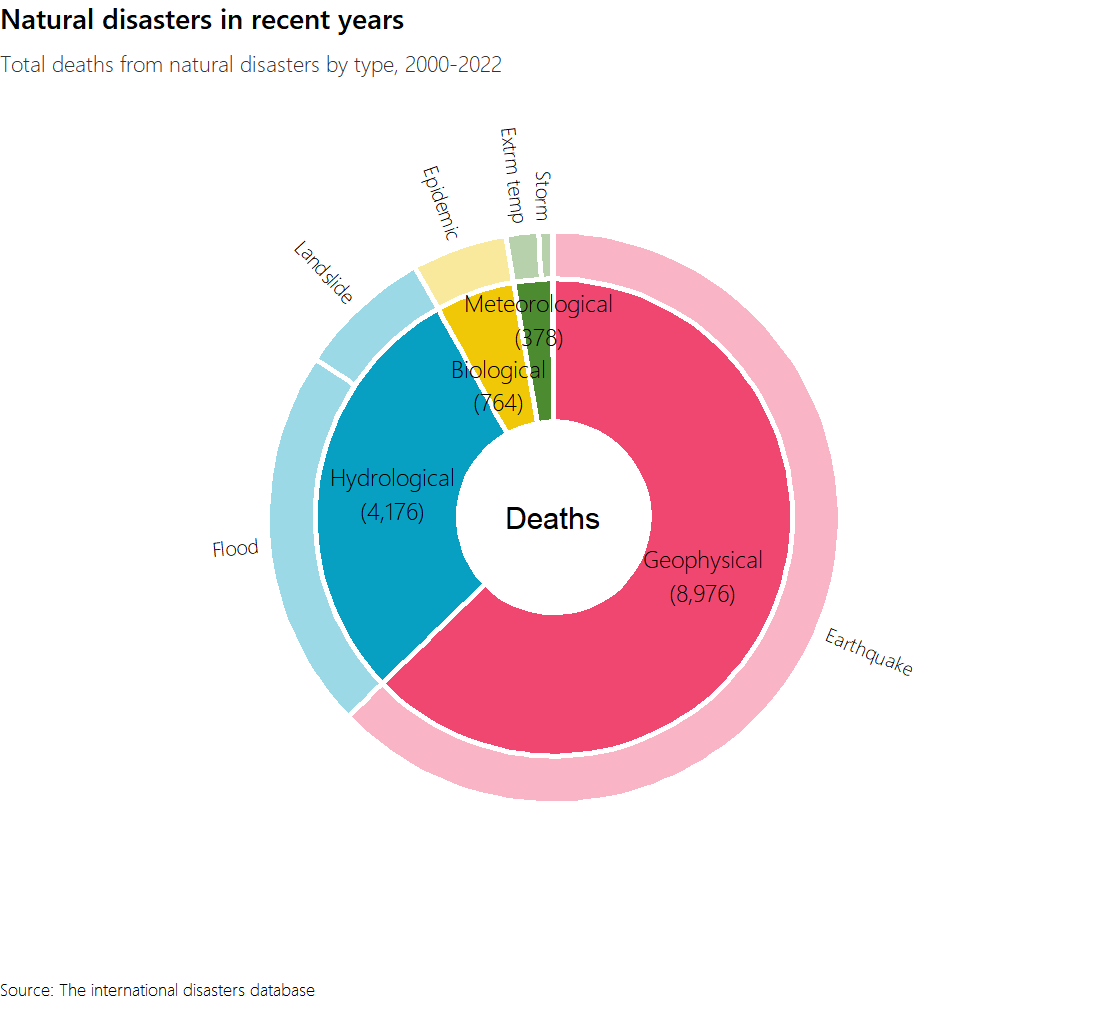 Natural disasters in recent years
Total deaths from natural disasters by type, 2000-2022
Extrm temp
Storm
Epidemic
Landslide
Meteorological
(378)
Biological
(764)
Hydrological
(4,176)
Deaths
Flood
Geophysical
(8,976)
Earthquake
Source: The international disasters database